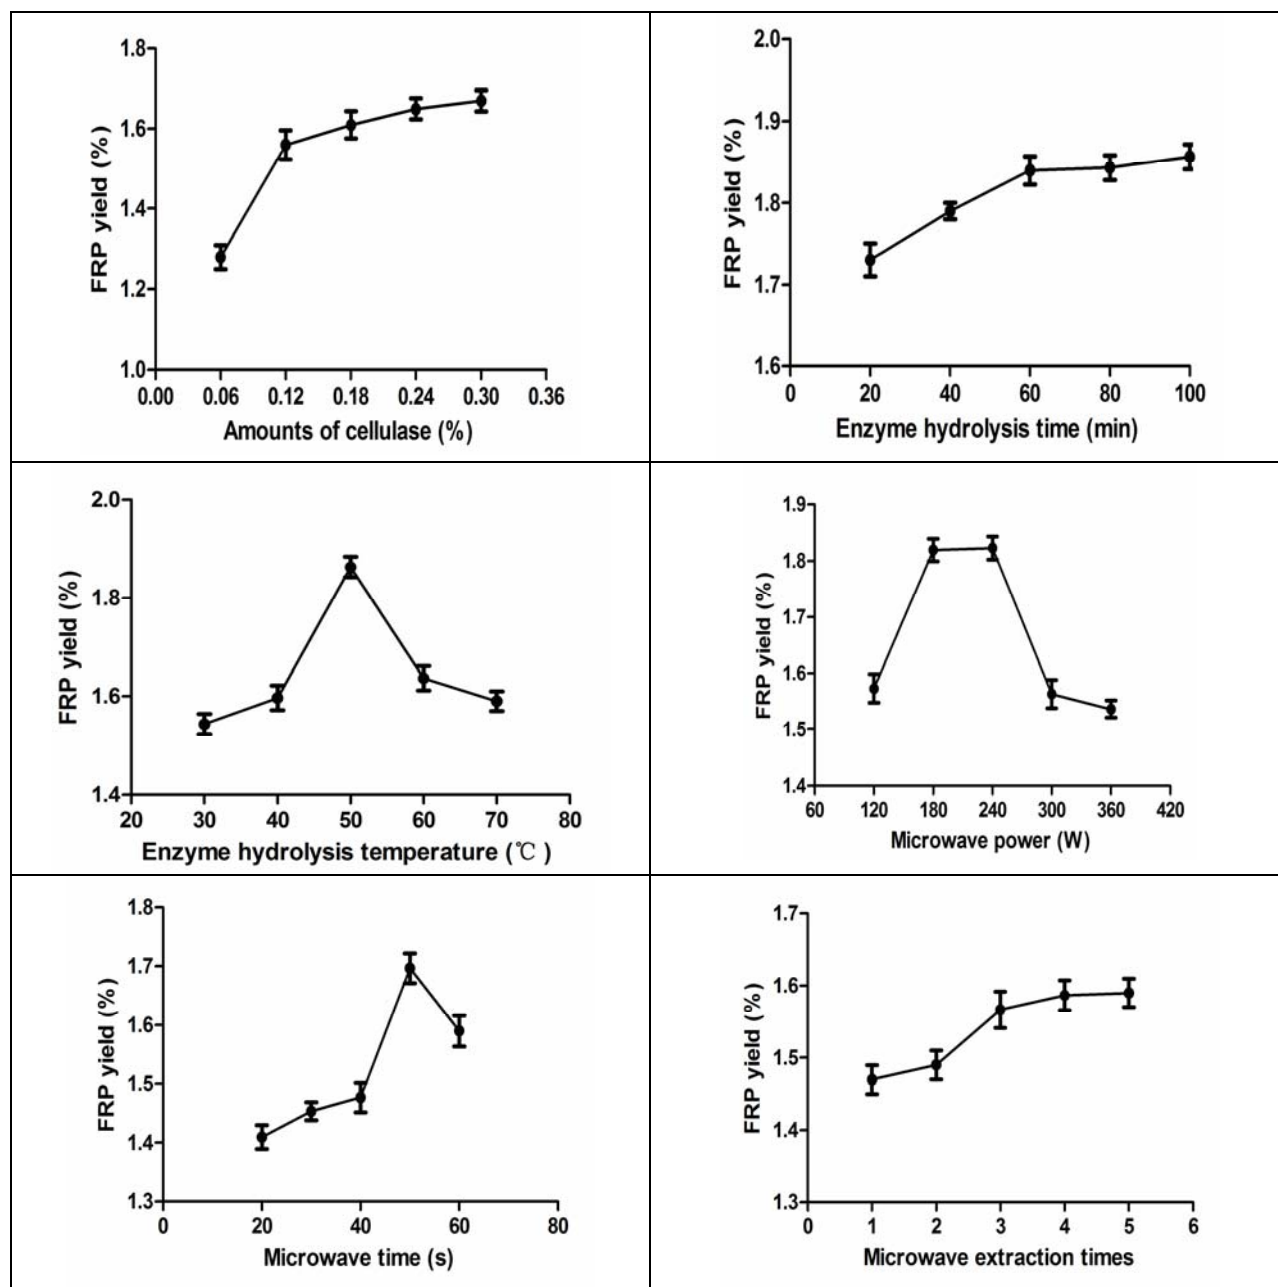 1.8
1.6
1.4
1.2
1.0
FRP yield (%)
0.00 0.06 0.12 0.18 0.24 0.30 0.36
Amounts of cellulase (%)
2.0
1.9
1.8
1.7
1.6
FRP yield (%)
0 20 40 60 80 100
Enzyme hydrolysis time (min)
2.0
1.8
1.6
1.4
FRP yield (%)
20 30 40 50 60 70 80
Enzyme hydrolysis temperature (℃ )
1.9
1.8
1.7
1.6
1.5
1.4
FRP yield (%)
60 120 180 240 300 360 420
Microwave power (W)
1.8
1.7
1.6
1.5
1.4
1.3
FRP yield (%)
0 20 40 60 80
Microwave time (s)
1.7
1.6
1.5
1.4
1.3
FRP yield (%)
0 1 2 3 4 5 6
Microwave extraction times